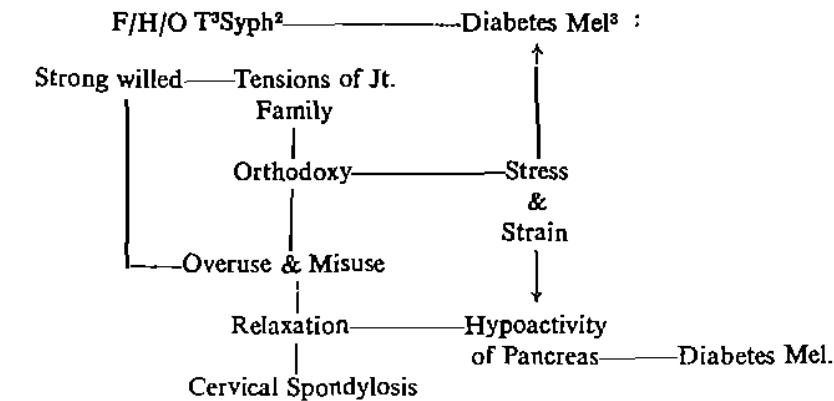 F/H/O T³Syph² Diabetes Mel³ :
Strong willed Tensions of Jt.
Family
Orthodoxy Stress
&
Strain
Overuse & Misuse
Relaxation Hypoactivity
of Pancreas Diabetes Mel.
Cervical Spondylosis